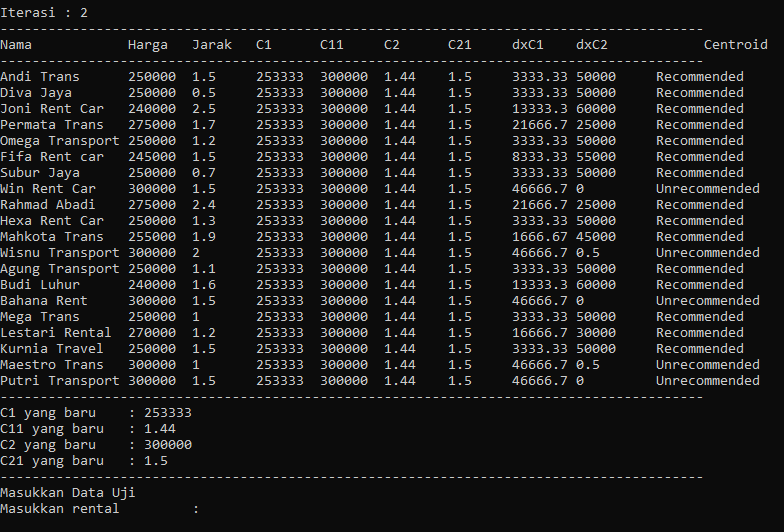 Iterasi : 2
--------------------------------------------------------------------------------
Nama Harga Jarak C1 C11 C2 C21 dxC1 dxC2 Centroid
--------------------------------------------------------------------------------
Andi Trans 250000 1.5 253333 300000 1.44 1.5 3333.33 50000 Recommended
Diva Jaya 250000 0.5 253333 300000 1.44 1.5 3333.33 50000 Recommended
Joni Rent Car 240000 2.5 253333 300000 1.44 1.5 13333.3 60000 Recommended
Permata Trans 275000 1.7 253333 300000 1.44 1.5 21666.7 25000 Recommended
Omega Transport 250000 1.2 253333 300000 1.44 1.5 3333.33 50000 Recommended
Fifa Rent car 245000 1.5 253333 300000 1.44 1.5 8333.33 55000 Recommended
Subur Jaya 250000 0.7 253333 300000 1.44 1.5 3333.33 50000 Recommended
Win Rent Car 300000 1.5 253333 300000 1.44 1.5 46666.7 0 Unrecommended
Rahmad Abadi 275000 2.4 253333 300000 1.44 1.5 21666.7 25000 Recommended
Hexa Rent Car 250000 1.3 253333 300000 1.44 1.5 3333.33 50000 Recommended
Mahkota Trans 255000 1.9 253333 300000 1.44 1.5 1666.67 45000 Recommended
Wisnu Transport 300000 2 253333 300000 1.44 1.5 46666.7 0.5 Unrecommended
Agung Transport 250000 1.1 253333 300000 1.44 1.5 3333.33 50000 Recommended
Budi Luhur 240000 1.6 253333 300000 1.44 1.5 13333.3 60000 Recommended
Bahana Rent 300000 1.5 253333 300000 1.44 1.5 46666.7 0 Unrecommended
Mega Trans 250000 1 253333 300000 1.44 1.5 3333.33 50000 Recommended
Lestari Rental 270000 1.2 253333 300000 1.44 1.5 16666.7 30000 Recommended
Kurnia Travel 250000 1.5 253333 300000 1.44 1.5 3333.33 50000 Recommended
Maestro Trans 300000 1 253333 300000 1.44 1.5 46666.7 0.5 Unrecommended
Putri Transport 300000 1.5 253333 300000 1.44 1.5 46666.7 0 Unrecommended
--------------------------------------------------------------------------------
C1 yang baru : 253333
C11 yang baru : 1.44
C2 yang baru : 300000
C21 yang baru : 1.5
--------------------------------------------------------------------------------
Masukkan Data Uji
Masukkan rental :